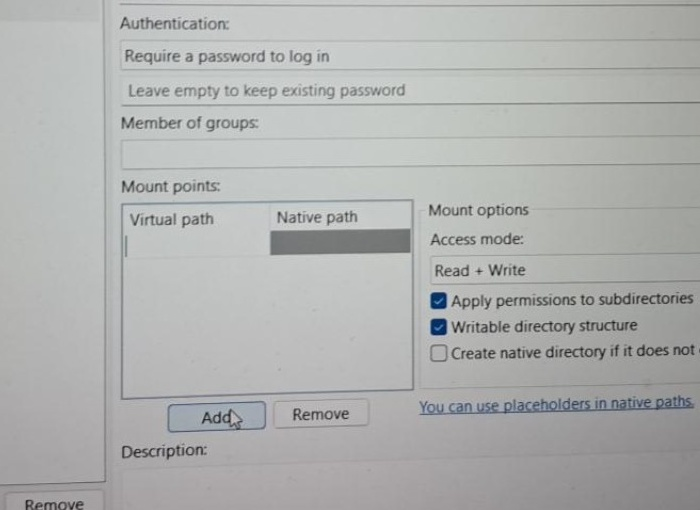 Authentication:
Require a password to log in
Leave empty to keep existing password
Member of groups:
Mount points:
Virtual path Native path
Mount options
Access mode:
Read + Write
Apply permissions to subdirectories
Writable directory structure
Create native directory if it does not
Add Remove
You can use placeholders in native paths.
Description:
Remove